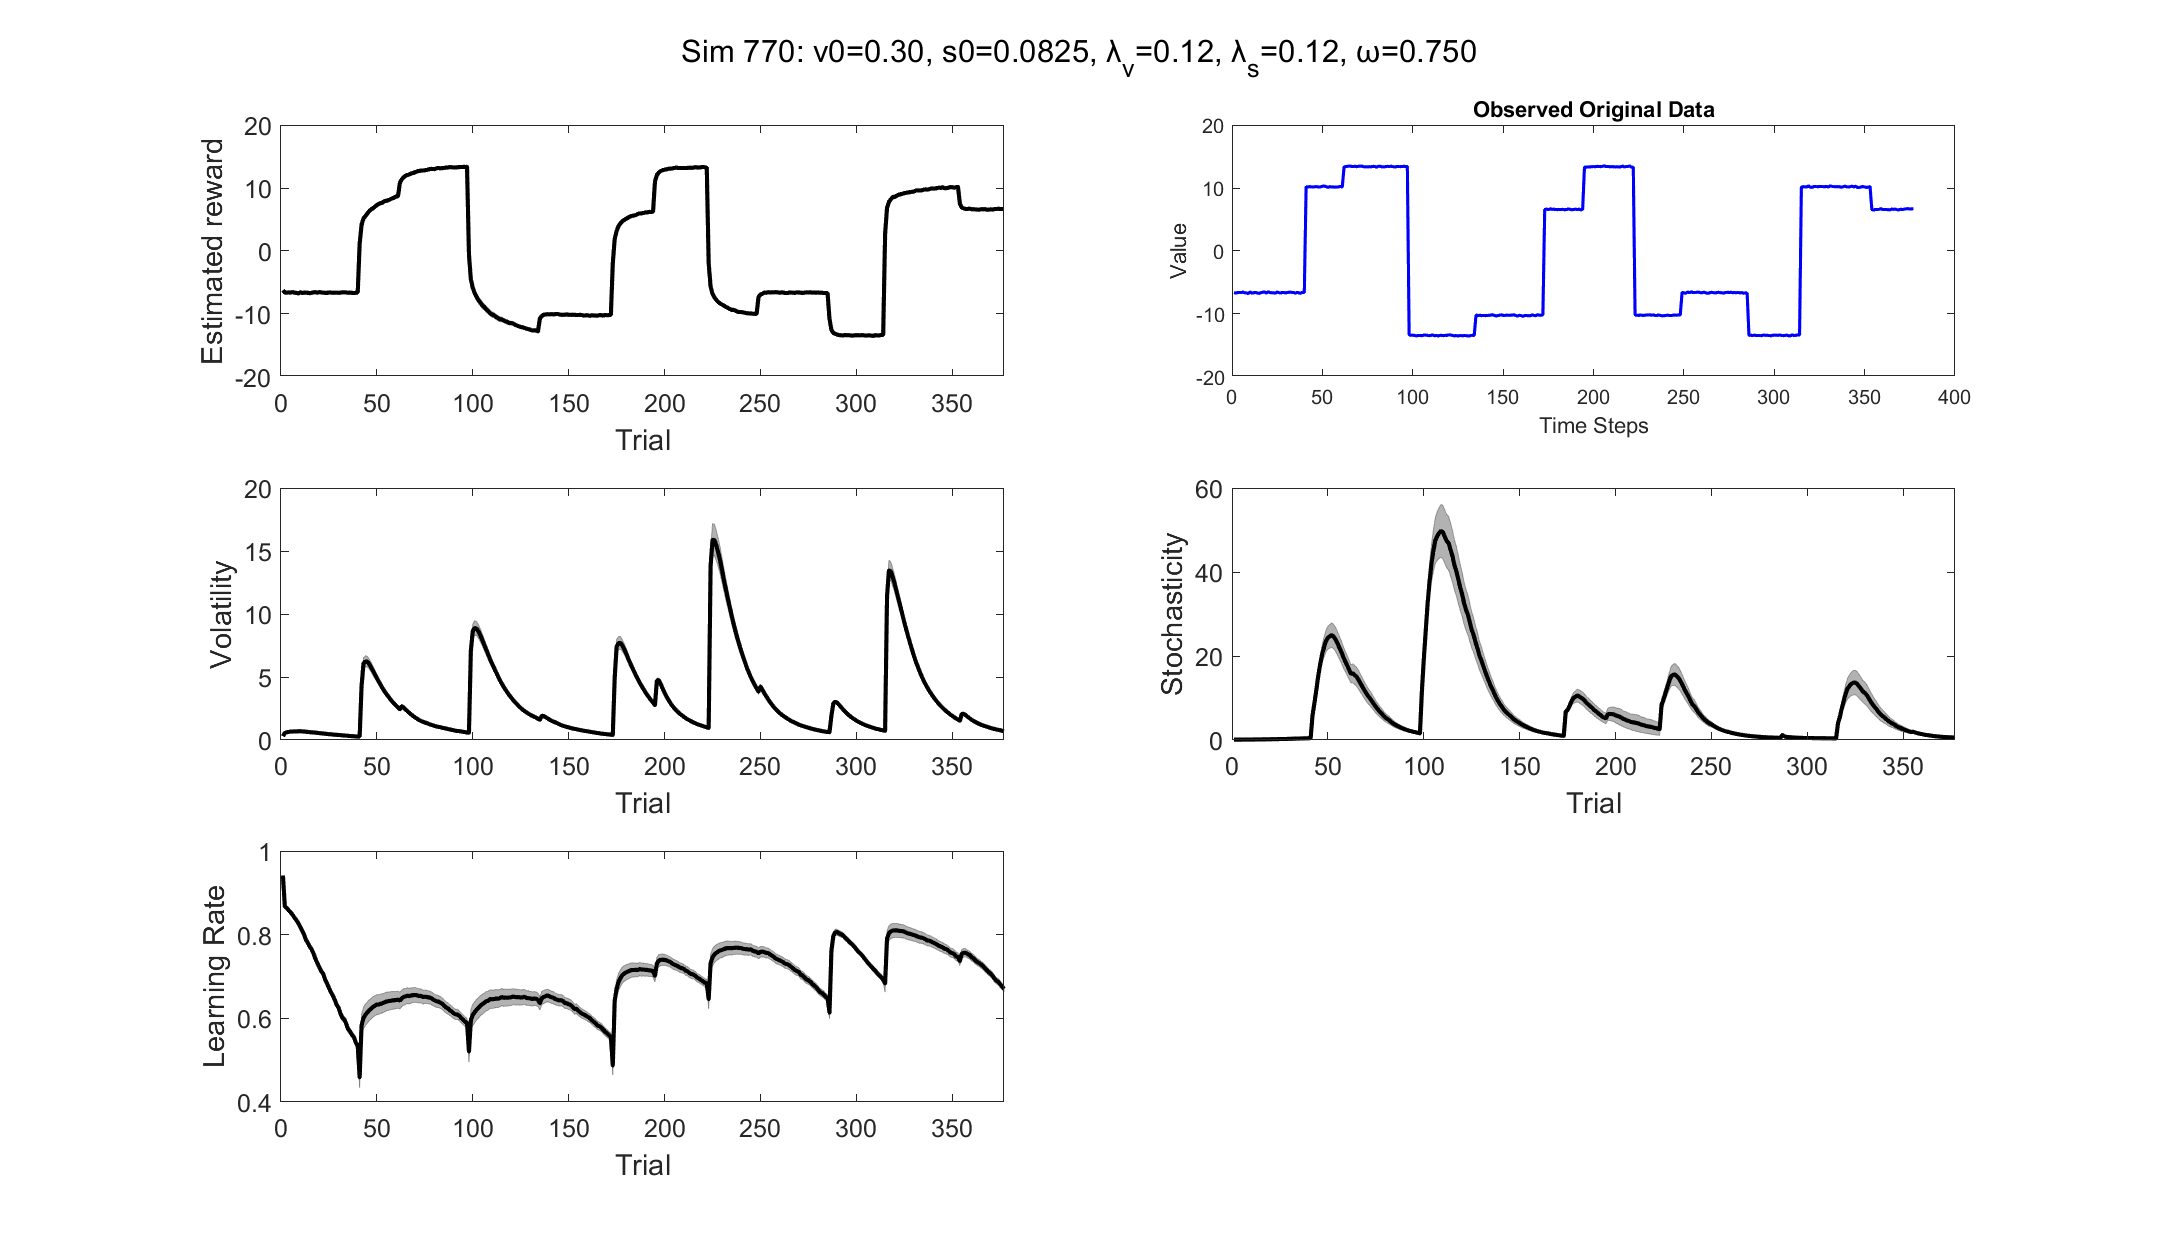 Sim 770: v0=0.30, s0=0.0825, λv=0.12, λs=0.12, ω=0.750
Estimated reward
20
10
0
-10
-20
0 50 100 150 200 250 300 350
Trial
Observed Original Data
Value
20
10
0
-10
-20
0 50 100 150 200 250 300 350 400
Time Steps
Volatility
20
15
10
5
0
0 50 100 150 200 250 300 350
Trial
Stochasticity
60
40
20
0
0 50 100 150 200 250 300 350
Trial
Learning Rate
1
0.8
0.6
0.4
0 50 100 150 200 250 300 350
Trial